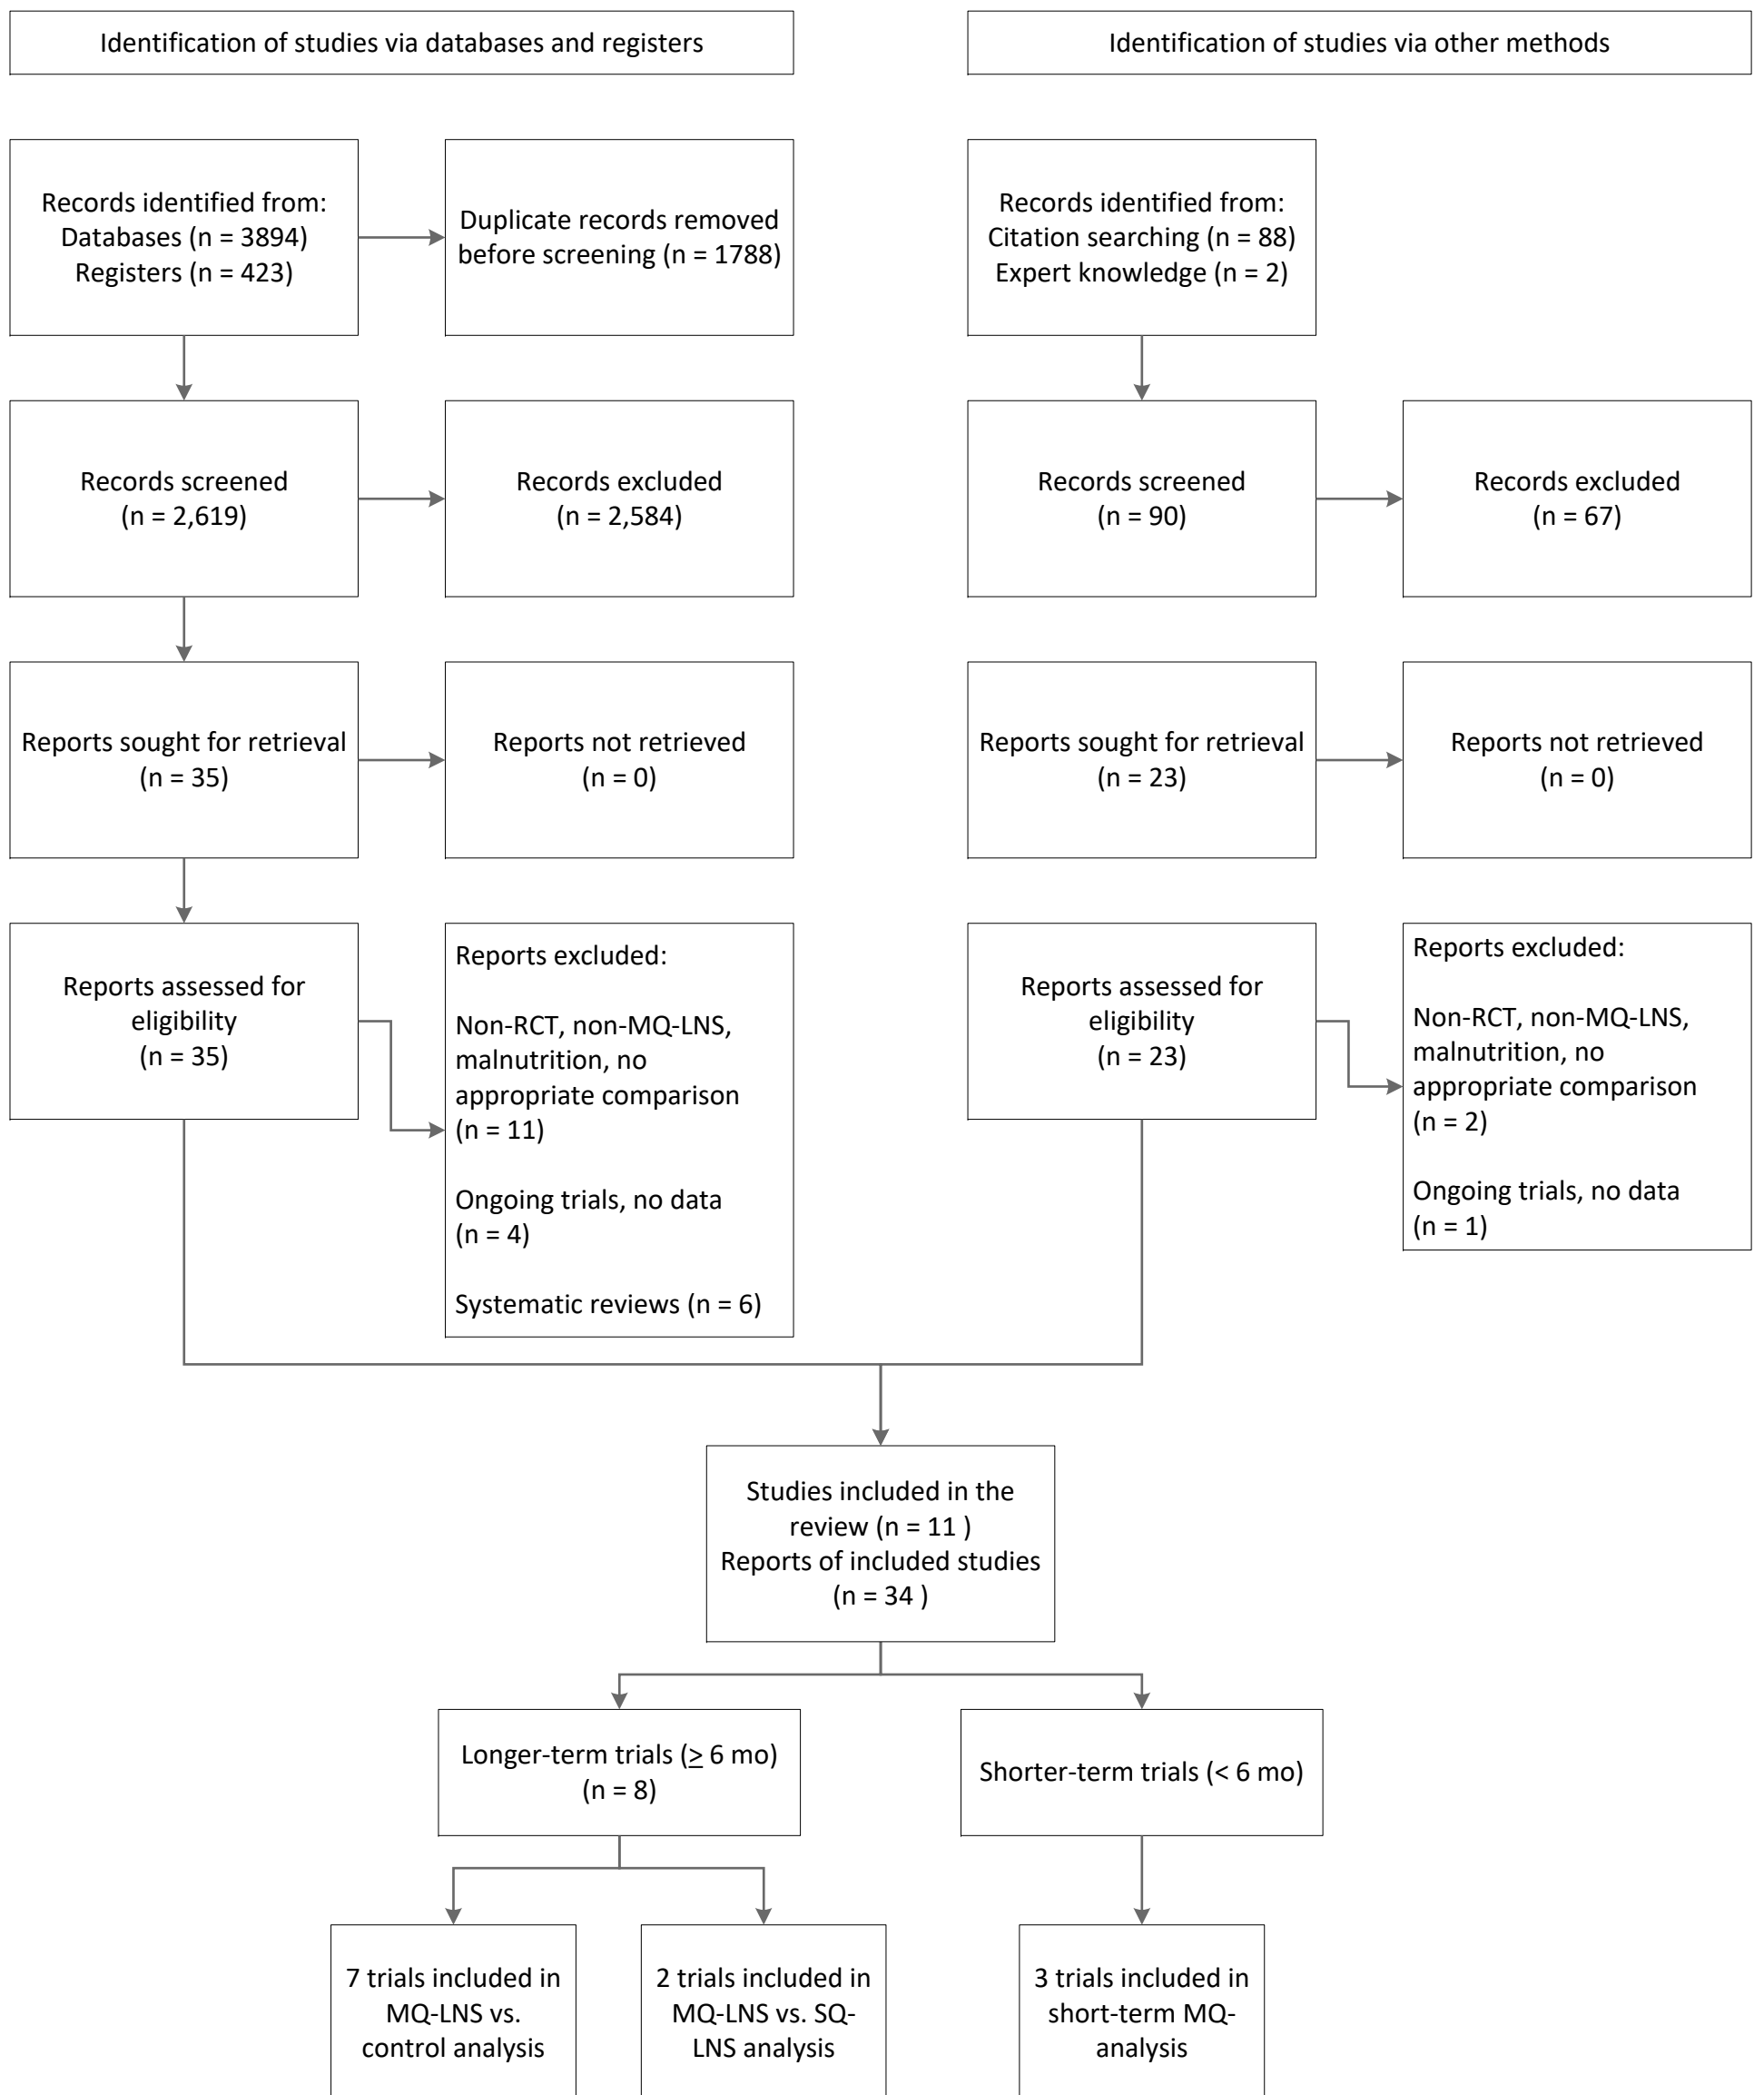 Identification of studies via databases and registers
Identification of studies via other methods
Records identified from:
Databases (n = 3894)
Registers (n = 423)
Duplicate records removed
before screening (n = 1788)
Records identified from:
Citation searching (n = 88)
Expert knowledge (n = 2)
Records screened
(n = 2,619)
Records excluded
(n = 2,584)
Records screened
(n = 90)
Records excluded
(n = 67)
Reports sought for retrieval
(n = 35)
Reports not retrieved
(n = 0)
Reports sought for retrieval
(n = 23)
Reports not retrieved
(n = 0)
Reports assessed for
eligibility
(n = 35)
Reports excluded:
Non-RCT, non-MQ-LNS,
malnutrition, no
appropriate comparison
(n = 11)
Ongoing trials, no data
(n = 4)
Systematic reviews (n = 6)
Reports assessed for
eligibility
(n = 23)
Reports excluded:
Non-RCT, non-MQ-LNS,
malnutrition, no
appropriate comparison
(n = 2)
Ongoing trials, no data
(n = 1)
Studies included in the
review (n = 11 )
Reports of included studies
(n = 34 )
Longer-term trials (≥ 6 mo)
(n = 8)
Shorter-term trials (< 6 mo)
7 trials included in
MQ-LNS vs.
control analysis
2 trials included in
MQ-LNS vs. SQ-
LNS analysis
3 trials included in
short-term MQ-
analysis